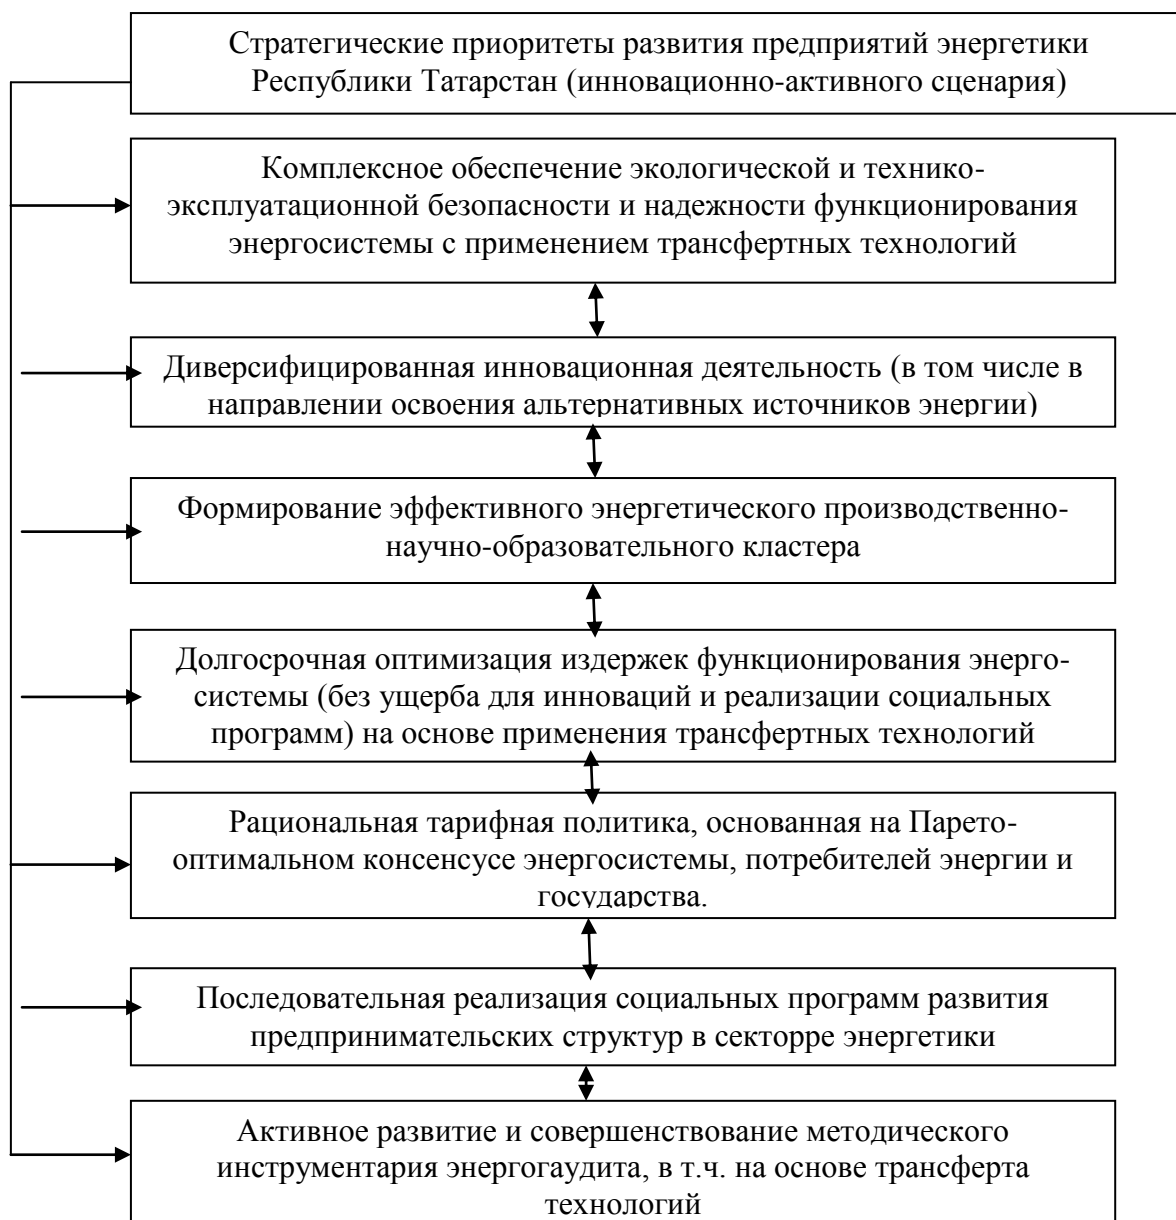 Стратегические приоритеты развития предприятий энергетики
Республики Татарстан (инновационно-активного сценария)
Комплексное обеспечение экологической и технико-
эксплуатационной безопасности и надежности функционирования
энергосистемы с применением трансфертных технологий
Диверсифицированная инновационная деятельность (в том числе в
направлении освоения альтернативных источников энергии)
Формирование эффективного энергетического производственно-
научно-образовательного кластера
Долгосрочная оптимизация издержек функционирования энерго-
системы (без ущерба для инноваций и реализации социальных
программ) на основе применения трансфертных технологий
Рациональная тарифная политика, основанная на Парето-
оптимальном консенсусе энергосистемы, потребителей энергии и
государства.
Последовательная реализация социальных программ развития
предпринимательских структур в секторре энергетики
Активное развитие и совершенствование методического
инструментария энергогаудита, в т.ч. на основе трансферта
технологий